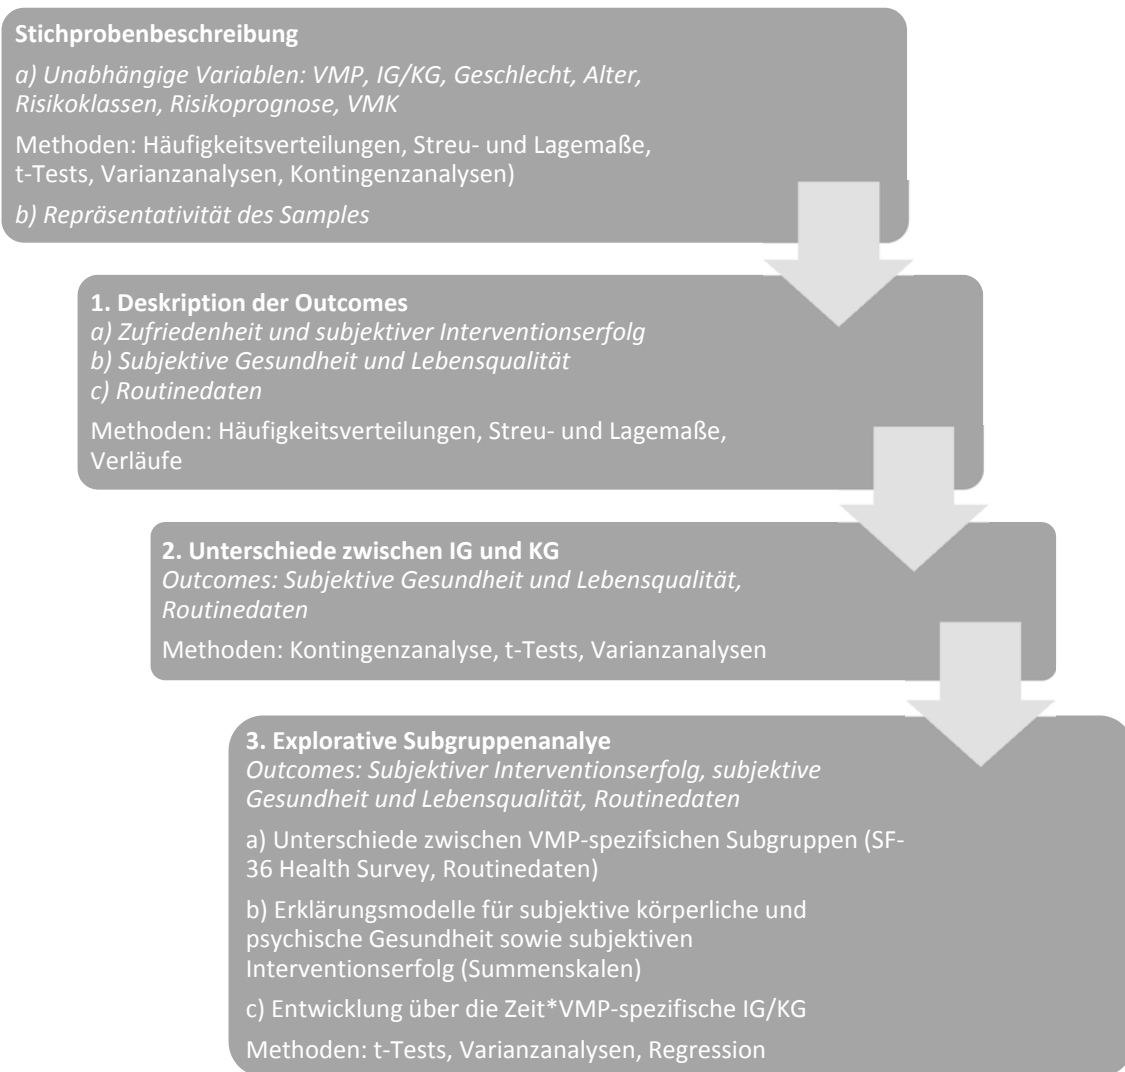 Stichprobenbeschreibung
a) Unabhängige Variablen: VMP, IG/KG, Geschlecht, Alter,
Risikoklassen, Risikoprognose, VMK
Methoden: Häufigkeitsverteilungen, Streu- und Lagemaße,
t-Tests, Varianzanalysen, Kontingenzanalysen)
b) Repräsentativität des Samples
1. Deskription der Outcomes
a) Zufriedenheit und subjektiver Interventionserfolg
b) Subjektive Gesundheit und Lebensqualität
c) Routinedaten
Methoden: Häufigkeitsverteilungen, Streu- und Lagemaße,
Verläufe
2. Unterschiede zwischen IG und KG
Outcomes: Subjektive Gesundheit und Lebensqualität,
Routinedaten
Methoden: Kontingenzanalyse, t-Tests, Varianzanalysen
3. Explorative Subgruppenanalye
Outcomes: Subjektiver Interventionserfolg, subjektive
Gesundheit und Lebensqualität, Routinedaten
a) Unterschiede zwischen VMP-spezifsichen Subgruppen (SF-
36 Health Survey, Routinedaten)
b) Erklärungsmodelle für subjektive körperliche und
psychische Gesundheit sowie subjektiven
Interventionserfolg (Summenskalen)
c) Entwicklung über die Zeit*VMP-spezifische IG/KG
Methoden: t-Tests, Varianzanalysen, Regression